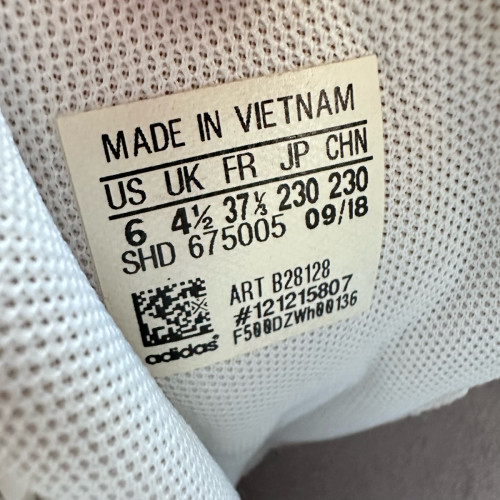 MADE IN VIETNAM
US UK FR JP CHN
6 4½ 37⅓ 230 230
SHD 675005 09/18
ART B28128
#121215807
F500DZWh00136
adidas